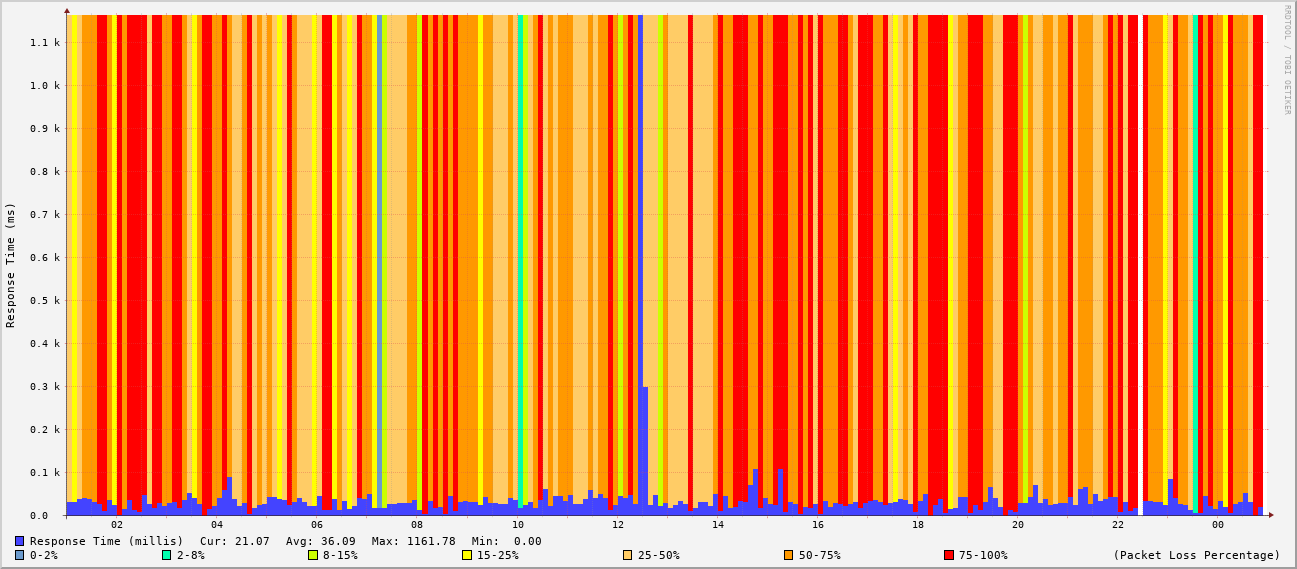 RRDTOOL / TOBI OETIKER
Response Time (ms)
1.1 k
1.0 k
0.9 k
0.8 k
0.7 k
0.6 k
0.5 k
0.4 k
0.3 k
0.2 k
0.1 k
0.0
02 04 06 08 10 12 14 16 18 20 22 00
Response Time (millis) Cur: 21.07 Avg: 36.09 Max: 1161.78 Min: 0.00
0-2% 2-8% 8-15% 15-25% 25-50% 50-75% 75-100% (Packet Loss Percentage)